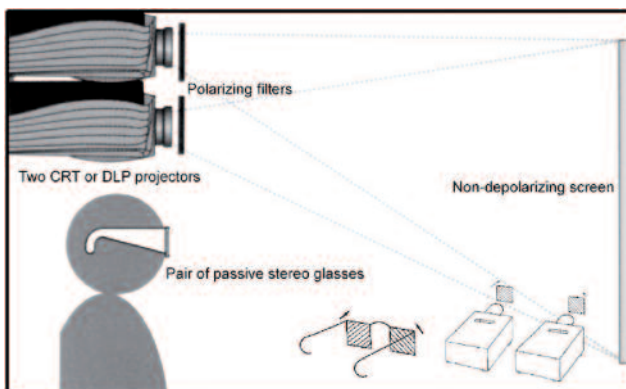 Polarizing filters
Two CRT or DLP projectors
Non-depolarizing screen
Pair of passive stereo glasses